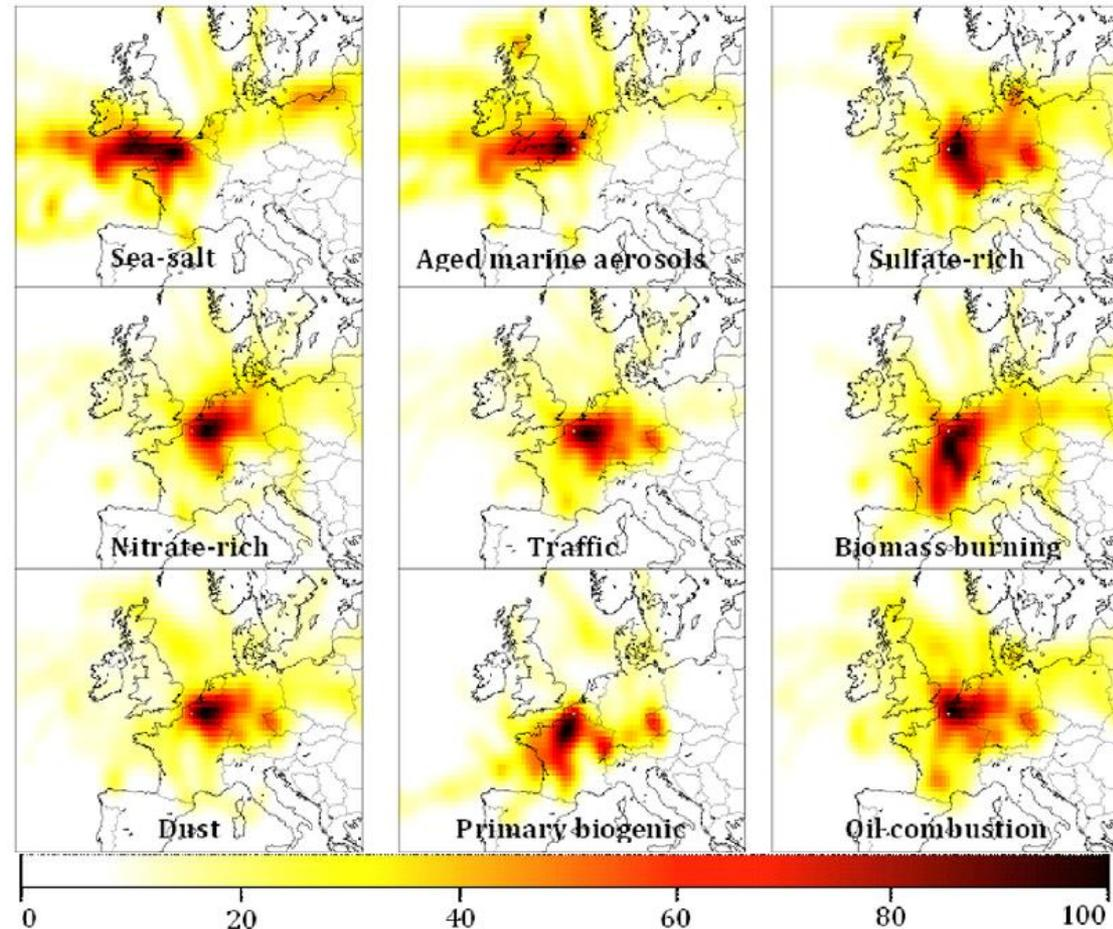 Sea-salt
Aged marine aerosols
Sulfate-rich
Nitrate-rich
Traffic
Biomass burning
Dust
Primary biogenic
Oil combustion
0 20 40 60 80 100